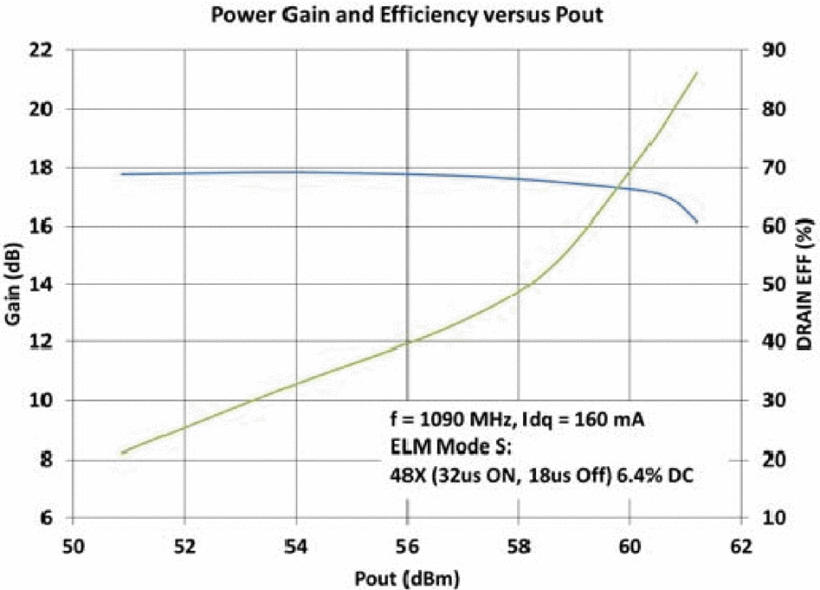 Power Gain and Efficiency versus Pout
22
20
18
16
14
12
10
8
6
Gain (dB)
90
80
70
60
50
40
30
20
10
DRAIN EFF (%)
f = 1090 MHz, Idq = 160 mA
ELM Mode S:
48X (32us ON, 18us Off) 6.4% DC
50 52 54 56 58 60 62
Pout (dBm)